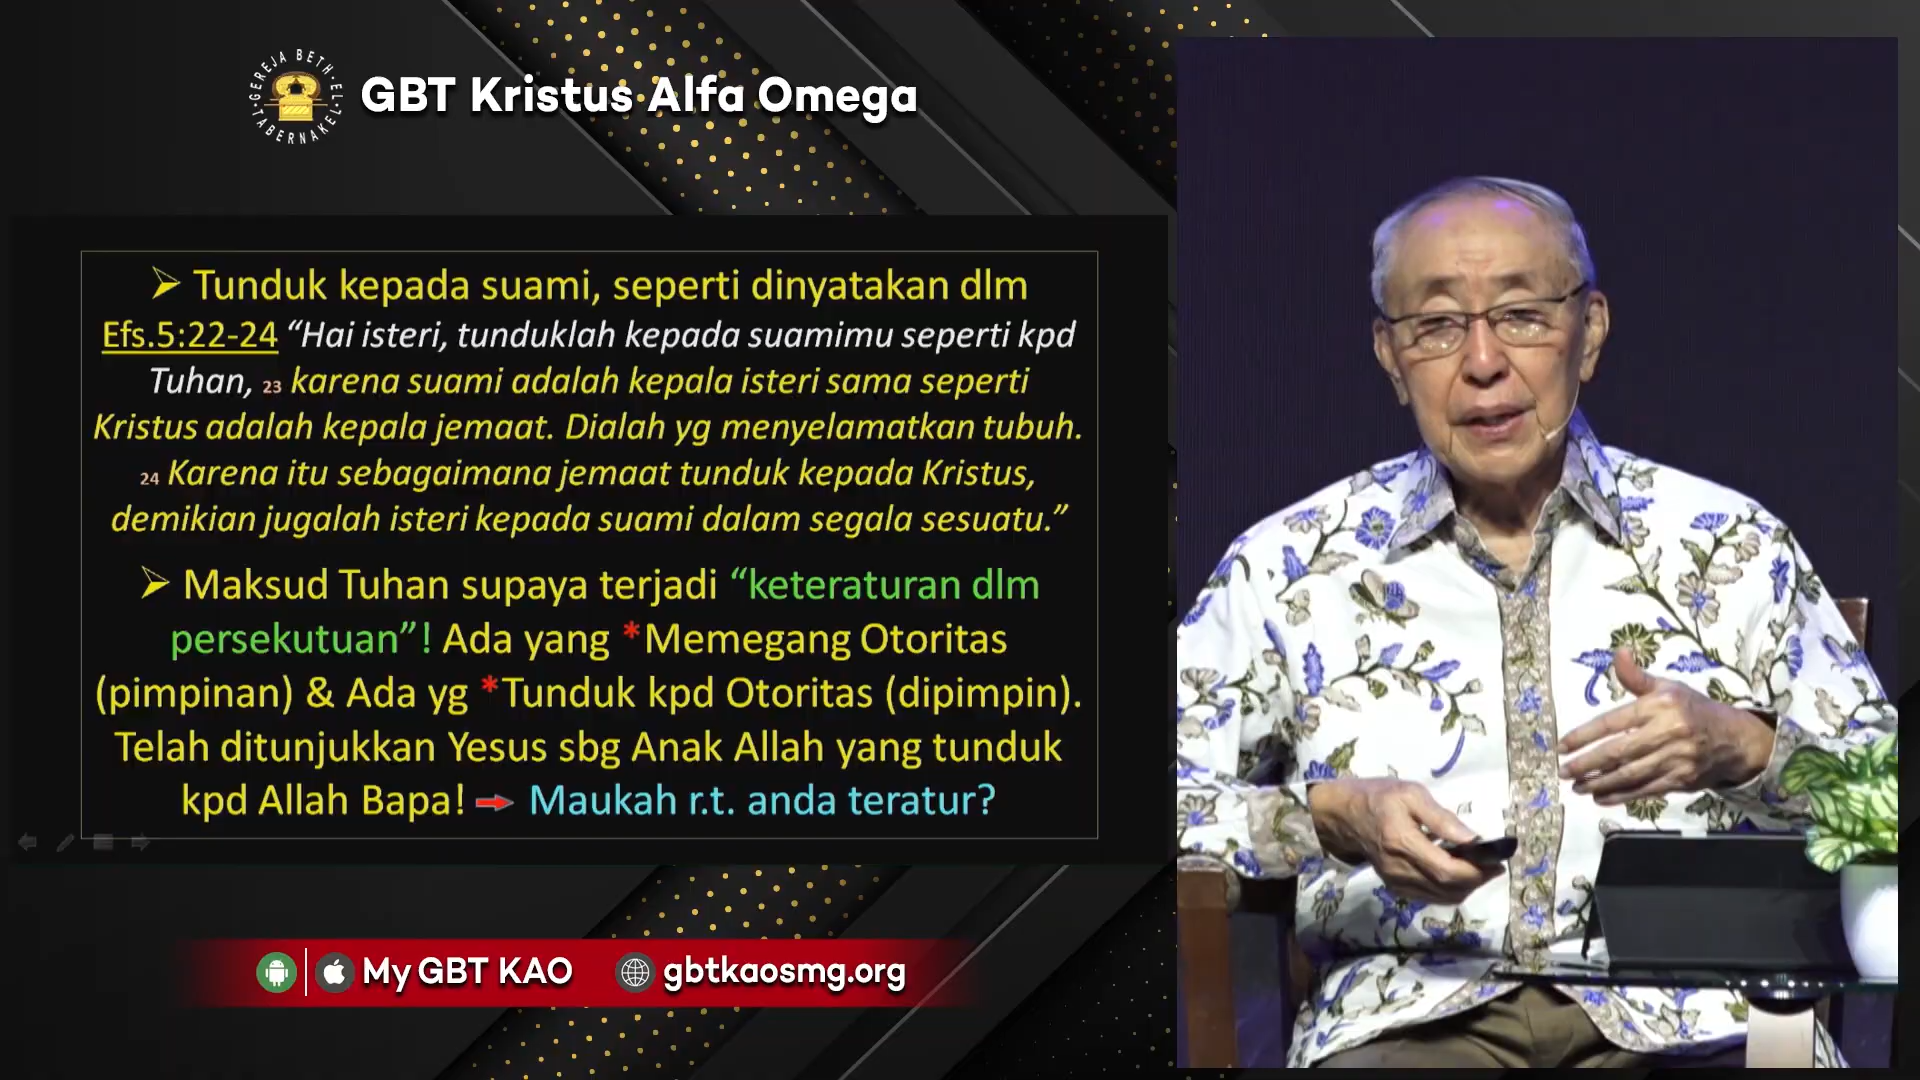 GEREJA BETH-EL
TABERNAKEL
GBT Kristus Alfa Omega
➢ Tunduk kepada suami, seperti dinyatakan dlm
Efs.5:22-24 “Hai isteri, tunduklah kepada suamimu seperti kpd
Tuhan, 23 karena suami adalah kepala isteri sama seperti
Kristus adalah kepala jemaat. Dialah yg menyelamatkan tubuh.
24 Karena itu sebagaimana jemaat tunduk kepada Kristus,
demikian jugalah isteri kepada suami dalam segala sesuatu.”
➢ Maksud Tuhan supaya terjadi “keteraturan dlm
persekutuan”! Ada yang *Memegang Otoritas
(pimpinan) & Ada yg *Tunduk kpd Otoritas (dipimpin).
Telah ditunjukkan Yesus sbg Anak Allah yang tunduk
kpd Allah Bapa! ➡ Maukah r.t. anda teratur?
My GBT KAO
gbtkaosmg.org